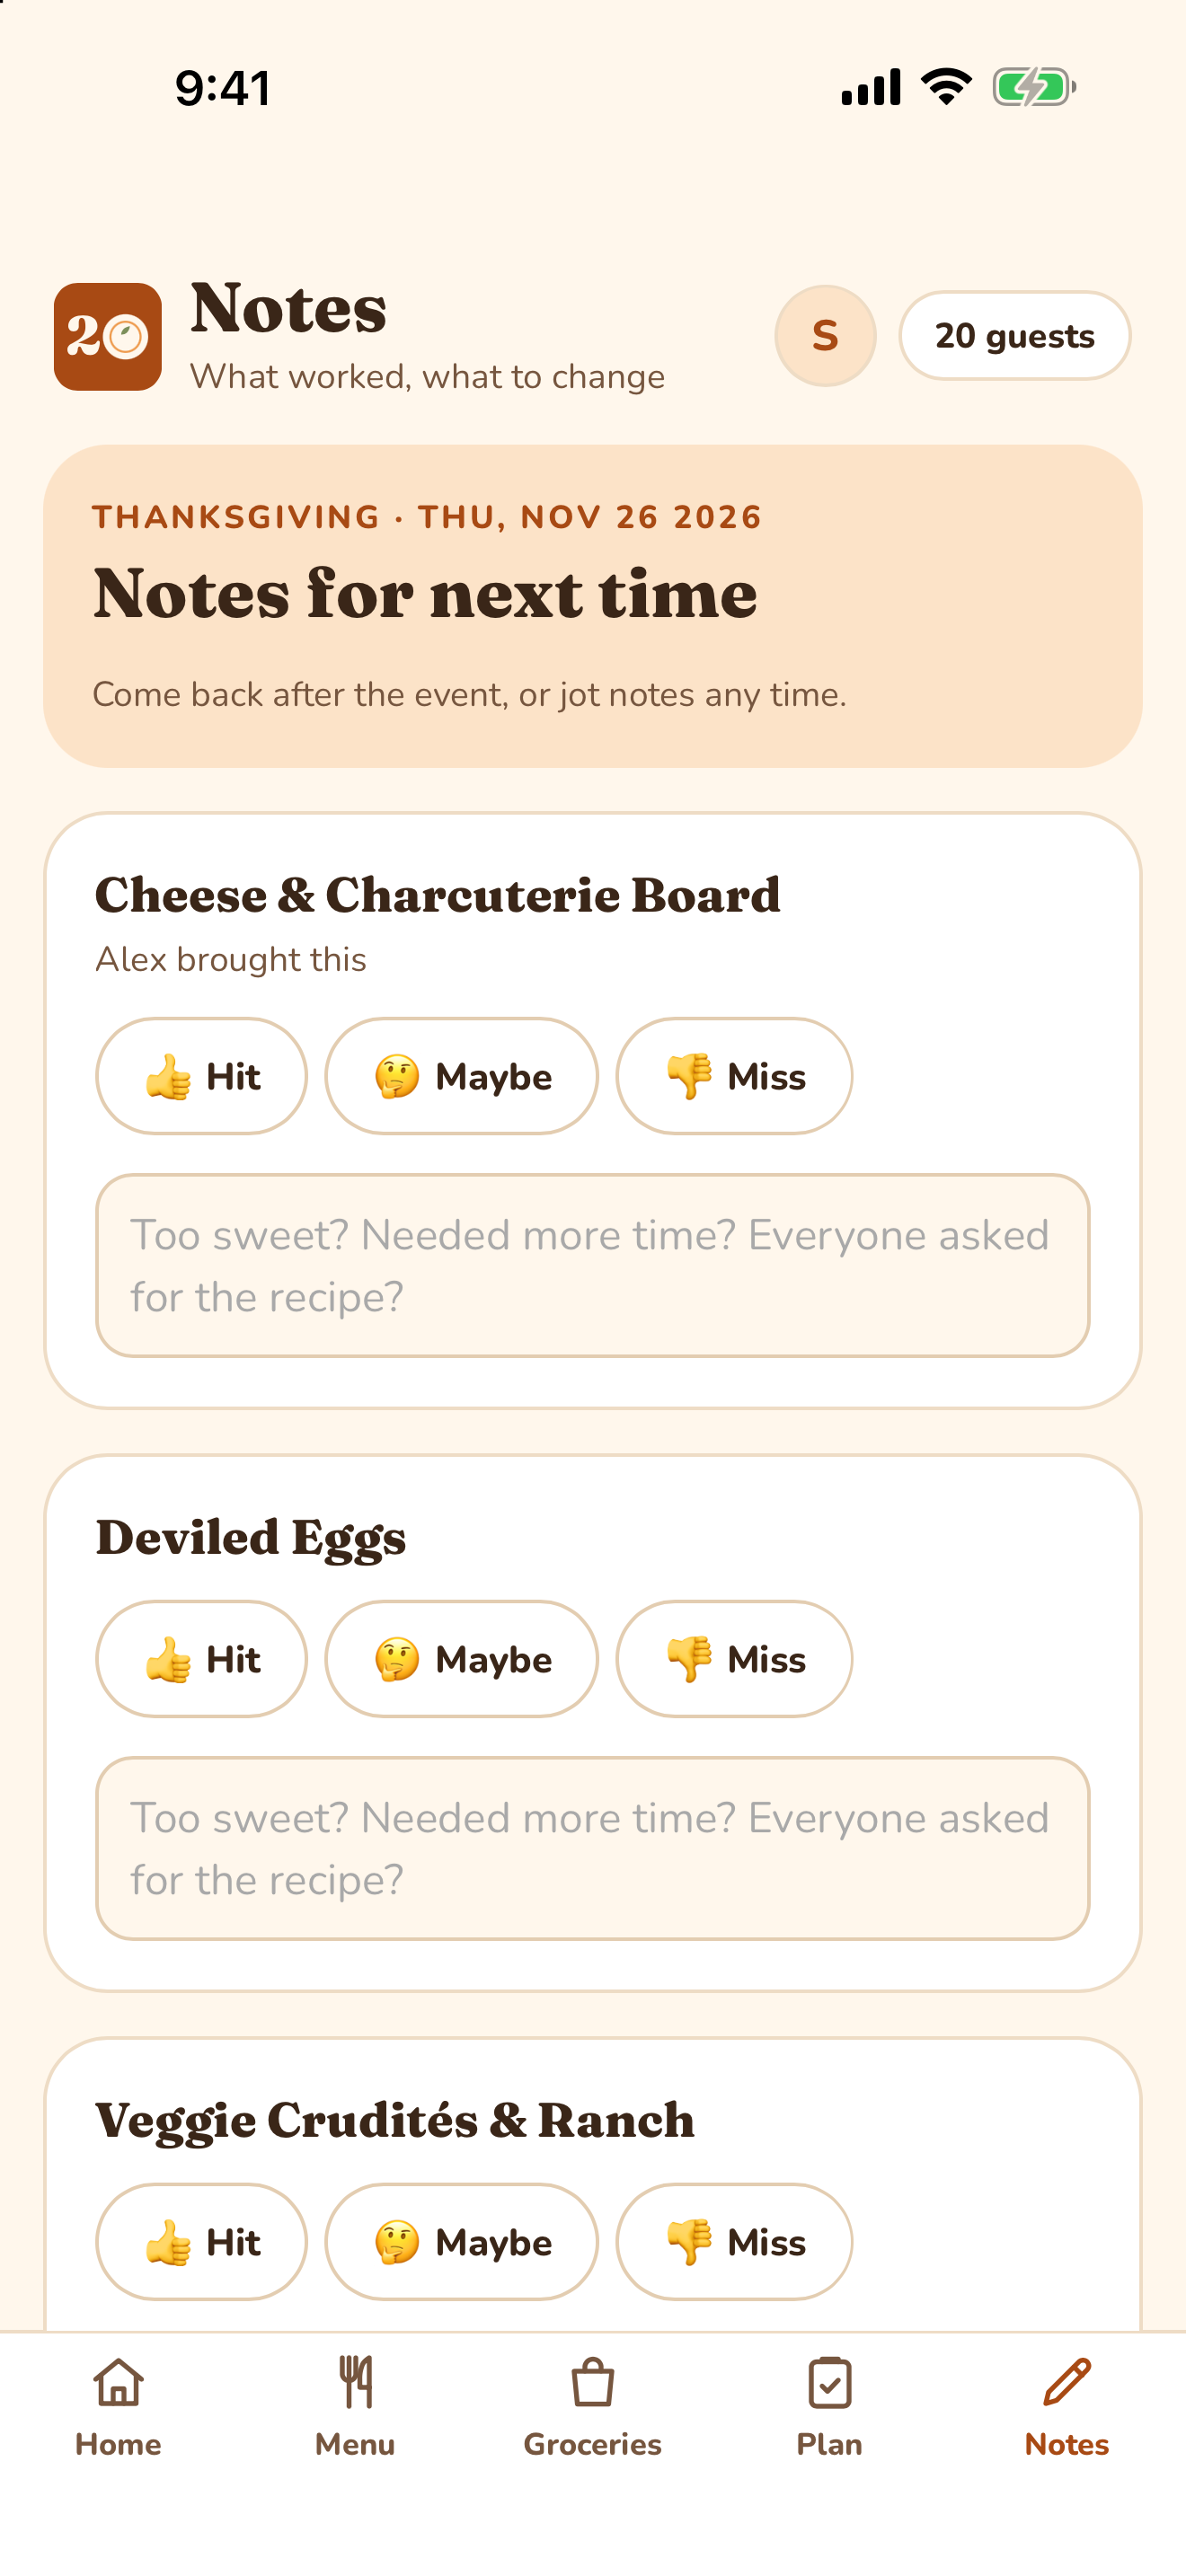 9:41
20
Notes
What worked, what to change
S
20 guests
THANKSGIVING · THU, NOV 26 2026
Notes for next time
Come back after the event, or jot notes any time.
Cheese & Charcuterie Board
Alex brought this
👍 Hit
🤔 Maybe
👎 Miss
Too sweet? Needed more time? Everyone asked
for the recipe?
Deviled Eggs
👍 Hit
🤔 Maybe
👎 Miss
Too sweet? Needed more time? Everyone asked
for the recipe?
Veggie Crudités & Ranch
👍 Hit
🤔 Maybe
👎 Miss
Home
Menu
Groceries
Plan
Notes